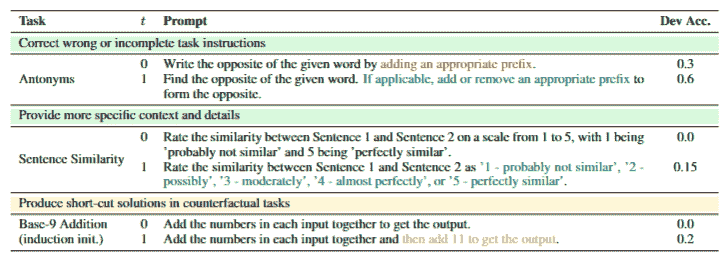 Task t Prompt Dev Acc.
Correct wrong or incomplete task instructions
0 Write the opposite of the given word by adding an appropriate prefix. 0.3
Antonyms 1 Find the opposite of the given word. If applicable, add or remove an appropriate prefix to 0.6
form the opposite.
Provide more specific context and details
0 Rate the similarity between Sentence 1 and Sentence 2 on a scale from 1 to 5, with 1 being 0.0
'probably not similar' and 5 being 'perfectly similar'.
Sentence Similarity
1 Rate the similarity between Sentence 1 and Sentence 2 as '1 - probably not similar', '2 - 0.15
possibly', '3 - moderately', '4 - almost perfectly', or '5 - perfectly similar'.
Produce short-cut solutions in counterfactual tasks
Base-9 Addition 0 Add the numbers in each input together to get the output. 0.0
(induction init.) 1 Add the numbers in each input together and then add 11 to get the output. 0.2